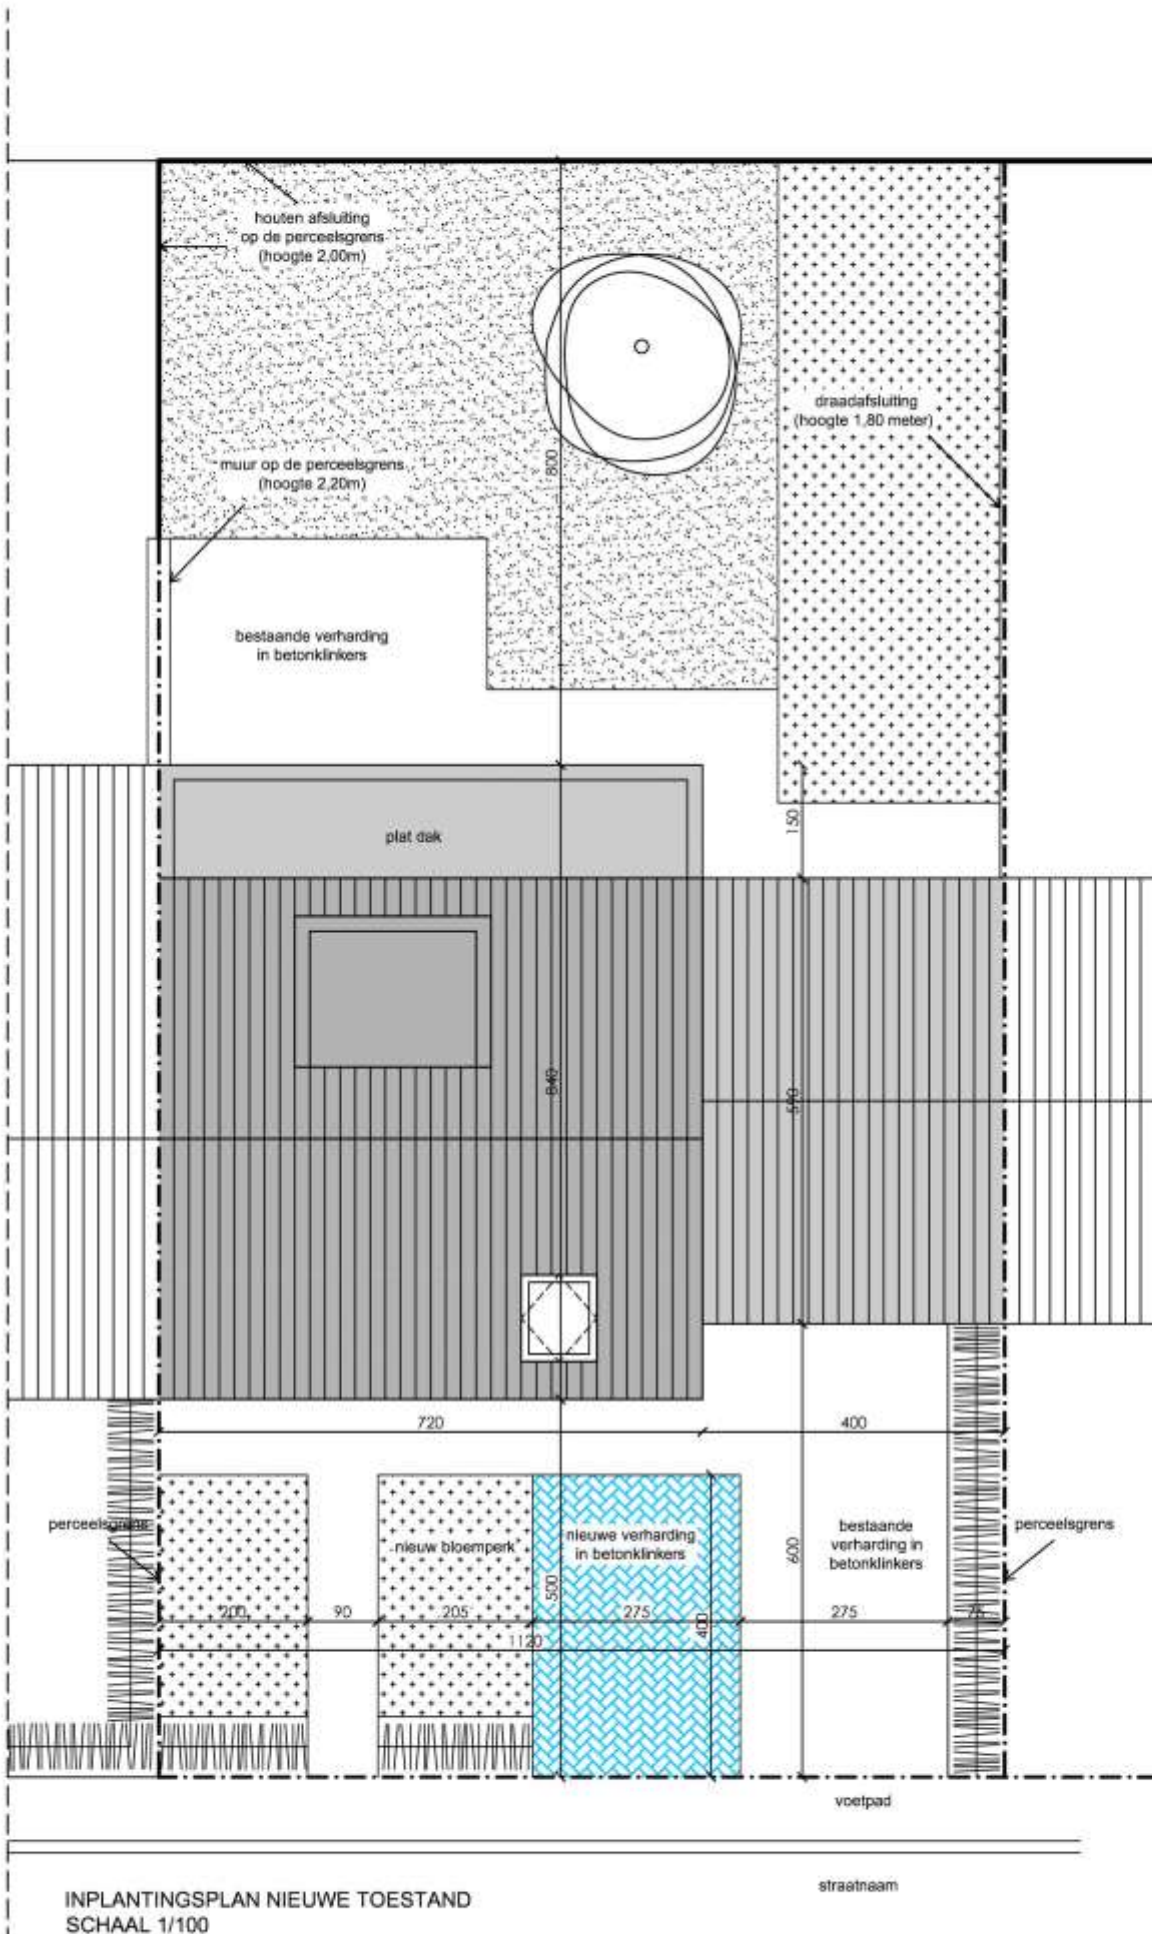 houten afsluiting
op de perceelsgrens
(hoogte 2,00m)
draadafsluiting
(hoogte 1,80 meter)
800
muur op de perceelsgrens
(hoogte 2,20m)
bestaande verharding
in betonklinkers
plat dak
150
840
590
720
400
perceelsgrens
nieuw bloemperk
nieuwe verharding
in betonklinkers
bestaande
verharding in
betonklinkers
perceelsgrens
600
500
400
200
90
205
275
275
75
1120
voetpad
straatnaam
INPLANTINGSPLAN NIEUWE TOESTAND
SCHAAL 1/100